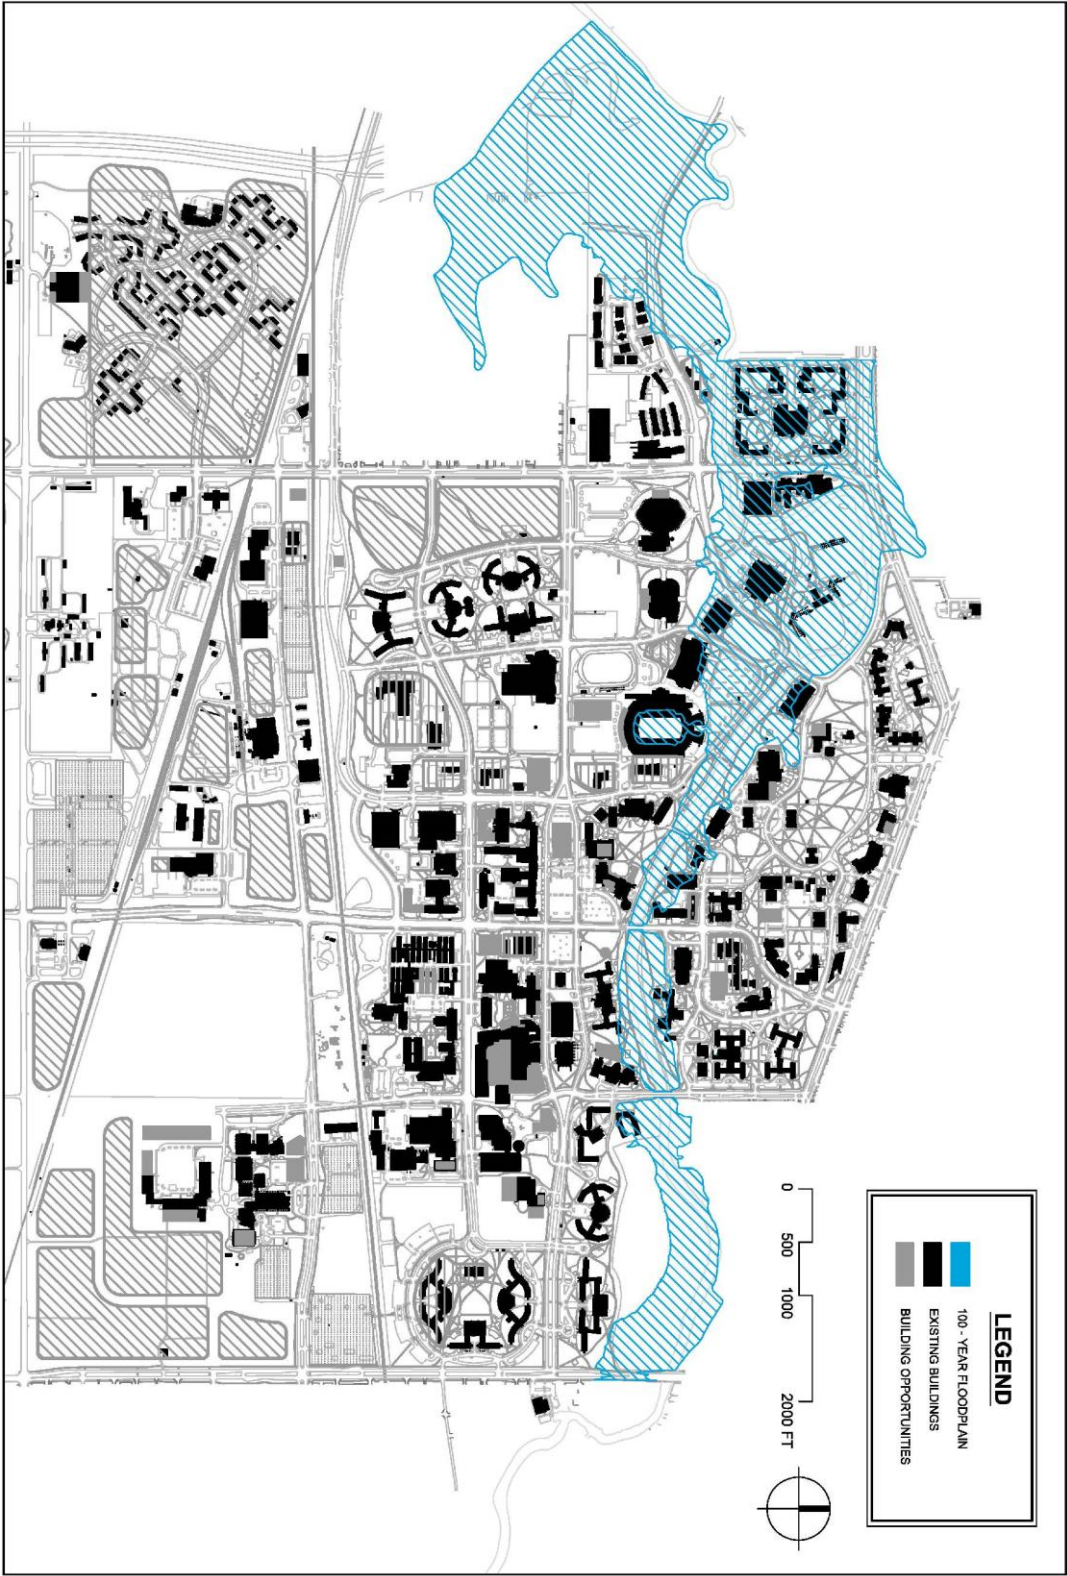 LEGEND
100 - YEAR FLOODPLAIN
EXISTING BUILDINGS
BUILDING OPPORTUNITIES
0 500 1000 2000 FT